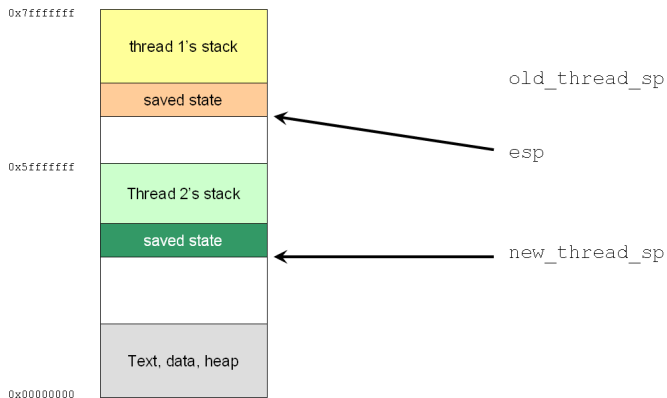 0x7fffffff
thread 1's stack
old_thread_sp
saved state
esp
0x5fffffff
Thread 2's stack
saved state
new_thread_sp
Text, data, heap
0x00000000